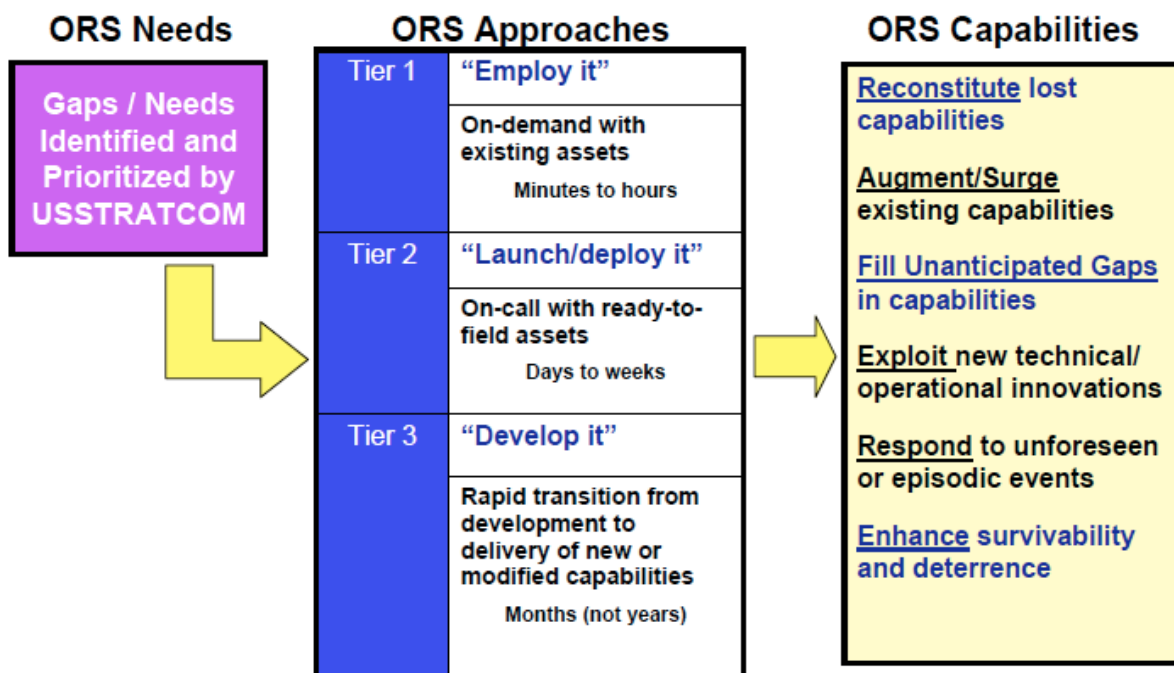 ORS Needs
Gaps / Needs
Identified and
Prioritized by
USSTRATCOM
ORS Approaches
Tier 1
“Employ it”
On-demand with
existing assets
Minutes to hours
Tier 2
“Launch/deploy it”
On-call with ready-to-
field assets
Days to weeks
Tier 3
“Develop it”
Rapid transition from
development to
delivery of new or
modified capabilities
Months (not years)
ORS Capabilities
Reconstitute lost
capabilities
Augment/Surge
existing capabilities
Fill Unanticipated Gaps
in capabilities
Exploit new technical/
operational innovations
Respond to unforeseen
or episodic events
Enhance survivability
and deterrence